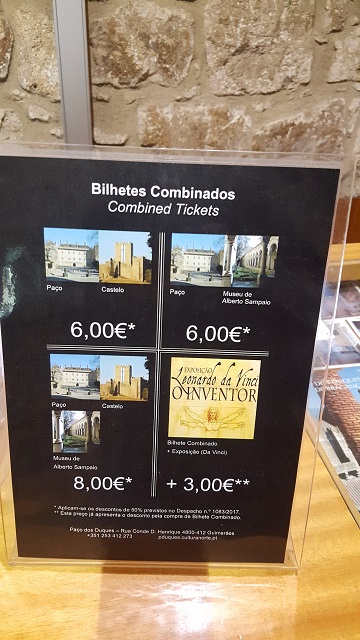 Bilhetes Combinados
Combined Tickets
Paço
Castelo
6,00€*
Paço
Museu de
Alberto Sampaio
6,00€*
Paço
Castelo
Museu de
Alberto Sampaio
8,00€*
EXPOSIÇÃO
Leonardo da Vinci
O INVENTOR
Bilhete Combinado
+ Exposição (Da Vinci)
+ 3,00€**
* Aplicam-se os descontos de 50% previstos no Despacho n.º 1083/2017.
** Este preço já apresenta o desconto pela compra de Bilhete Combinado.
Paço dos Duques – Rua Conde D. Henrique 4800-412 Guimarães
+351 253 412 273
pduques.culturanorte.pt